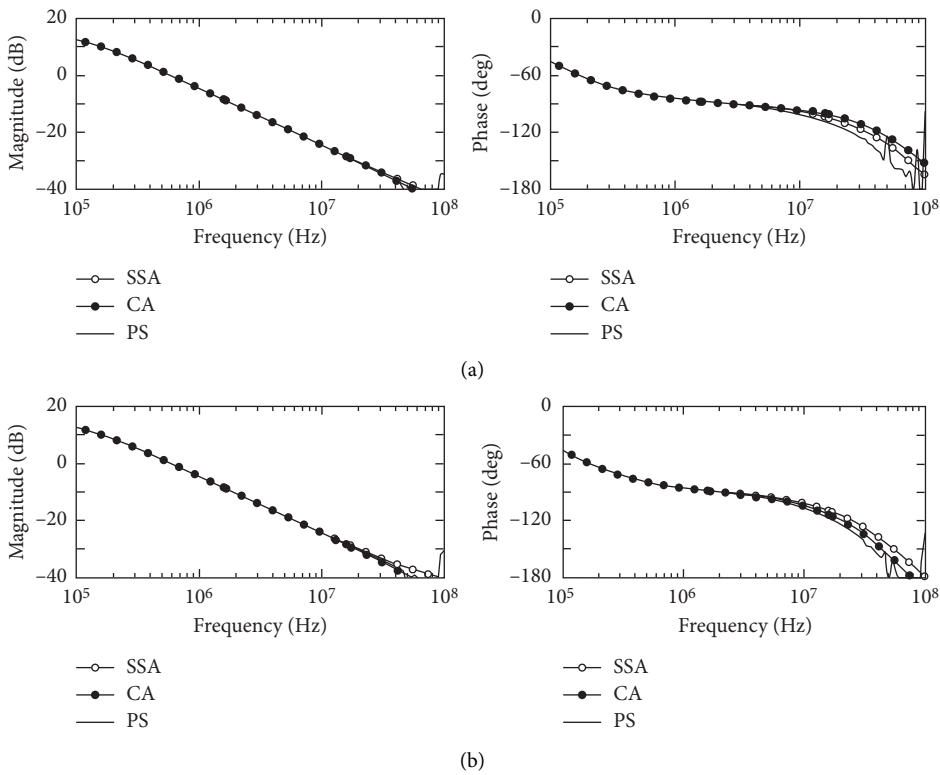 Magnitude (dB)
20
0
−20
−40
10^5
10^6
10^7
10^8
Frequency (Hz)
SSA
CA
PS
Phase (deg)
0
−60
−120
−180
10^5
10^6
10^7
10^8
Frequency (Hz)
SSA
CA
PS
(a)
Magnitude (dB)
20
0
−20
−40
10^5
10^6
10^7
10^8
Frequency (Hz)
SSA
CA
PS
Phase (deg)
0
−60
−120
−180
10^5
10^6
10^7
10^8
Frequency (Hz)
SSA
CA
PS
(b)